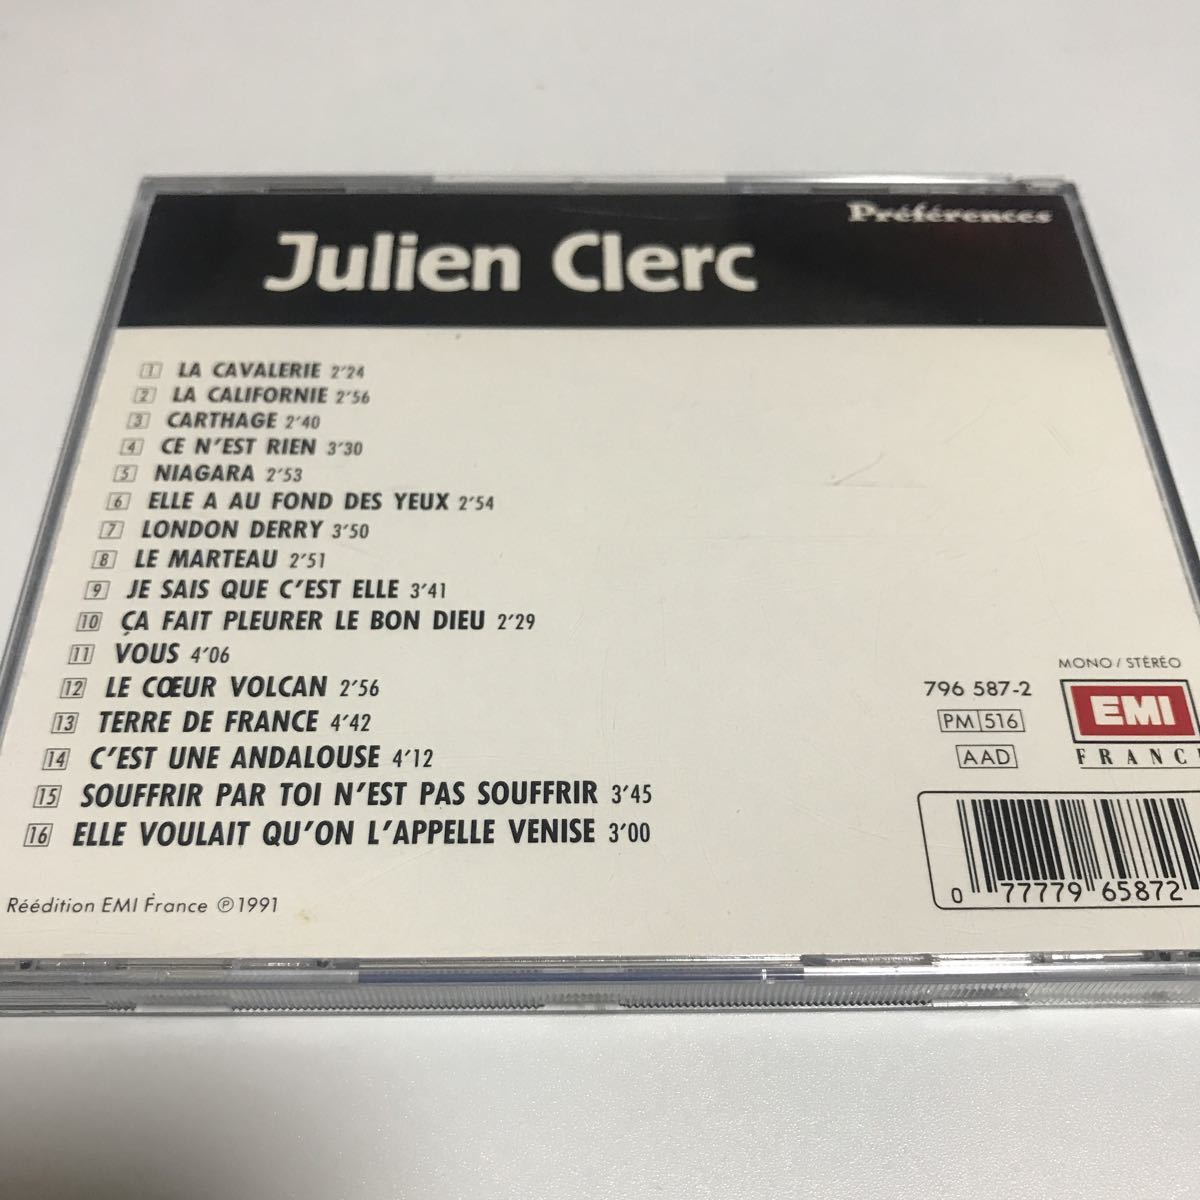 Préférences
Julien Clerc
1 LA CAVALERIE 2'24
2 LA CALIFORNIE 2'56
3 CARTHAGE 2'40
4 CE N'EST RIEN 3'30
5 NIAGARA 2'53
6 ELLE A AU FOND DES YEUX 2'54
7 LONDON DERRY 3'50
8 LE MARTEAU 2'51
9 JE SAIS QUE C'EST ELLE 3'41
10 ÇA FAIT PLEURER LE BON DIEU 2'29
11 VOUS 4'06
12 LE CŒUR VOLCAN 2'56
13 TERRE DE FRANCE 4'42
14 C'EST UNE ANDALOUSE 4'12
15 SOUFFRIR PAR TOI N'EST PAS SOUFFRIR 3'45
16 ELLE VOULAIT QU'ON L'APPELLE VENISE 3'00
Réédition EMI France ℗ 1991
MONO / STÉRÉO
796 587-2
PM 516
AAD
EMI
FRANCE
0 77779 65872